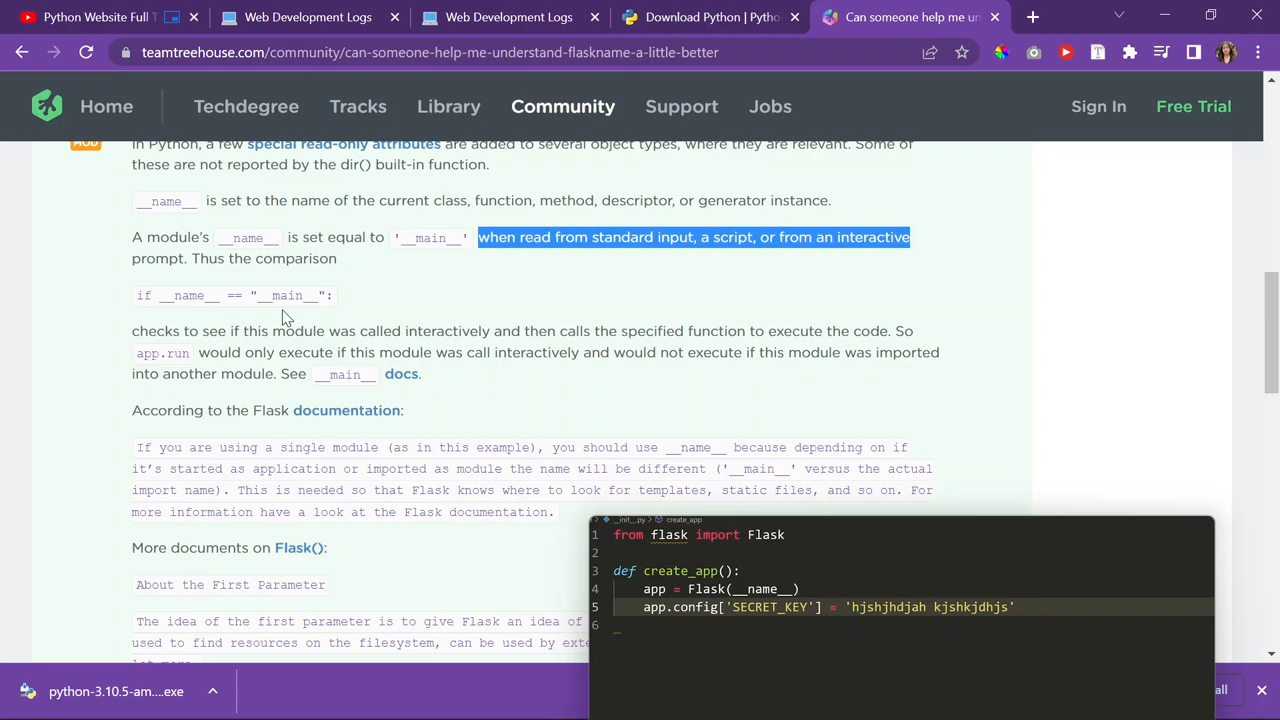 Python Website Full T
Web Development Logs
Web Development Logs
Download Python | Pytho
Can someone help me un
teamtreehouse.com/community/can-someone-help-me-understand-flaskname-a-little-better
Home
Techdegree
Tracks
Library
Community
Support
Jobs
Sign In
Free Trial
MOD
In Python, a few special read-only attributes are added to several object types, where they are relevant. Some of
these are not reported by the dir() built-in function.
__name__ is set to the name of the current class, function, method, descriptor, or generator instance.
A module's __name__ is set equal to '__main__' when read from standard input, a script, or from an interactive
prompt. Thus the comparison
if __name__ == "__main__":
checks to see if this module was called interactively and then calls the specified function to execute the code. So
app.run would only execute if this module was call interactively and would not execute if this module was imported
into another module. See __main__ docs.
According to the Flask documentation:
If you are using a single module (as in this example), you should use __name__ because depending on if
it's started as application or imported as module the name will be different ('__main__' versus the actual
import name). This is needed so that Flask knows where to look for templates, static files, and so on. For
more information have a look at the Flask documentation.
More documents on Flask():
About the First Parameter
The idea of the first parameter is to give Flask an idea of
used to find resources on the filesystem, can be used by exte
__init__.py > create_app
1 from flask import Flask
2
3 def create_app():
4 app = Flask(__name__)
5 app.config['SECRET_KEY'] = 'hjshjhdjah kjshkjdhjs'
6
python-3.10.5-am....exe
all